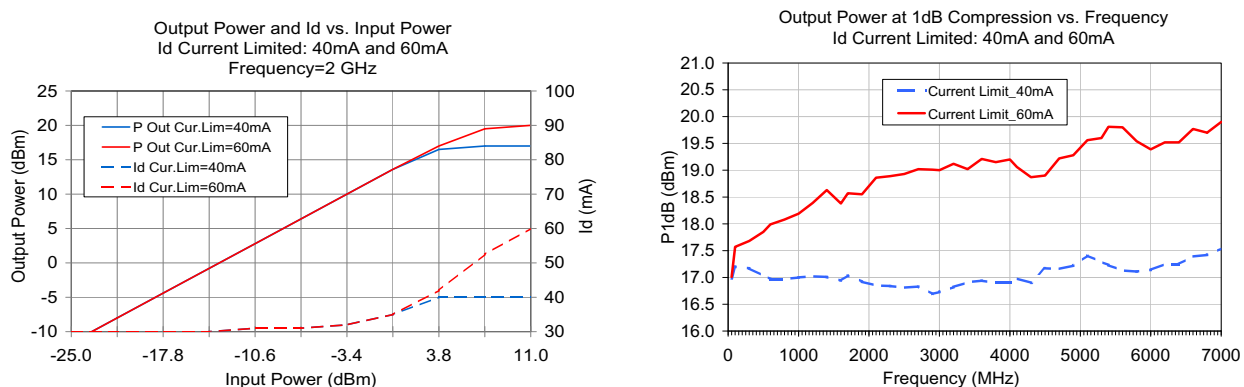 Output Power and Id vs. Input Power
Id Current Limited: 40mA and 60mA
Frequency=2 GHz
Output Power (dBm)
25
20
15
10
5
0
-5
-10
P Out Cur.Lim=40mA
P Out Cur.Lim=60mA
Id Cur.Lim=40mA
Id Cur.Lim=60mA
100
90
80
70
60
50
40
30
Id (mA)
-25.0 -17.8 -10.6 -3.4 3.8 11.0
Input Power (dBm)
Output Power at 1dB Compression vs. Frequency
Id Current Limited: 40mA and 60mA
P1dB (dBm)
21.0
20.5
20.0
19.5
19.0
18.5
18.0
17.5
17.0
16.5
16.0
Current Limit_40mA
Current Limit_60mA
0 1000 2000 3000 4000 5000 6000 7000
Frequency (MHz)